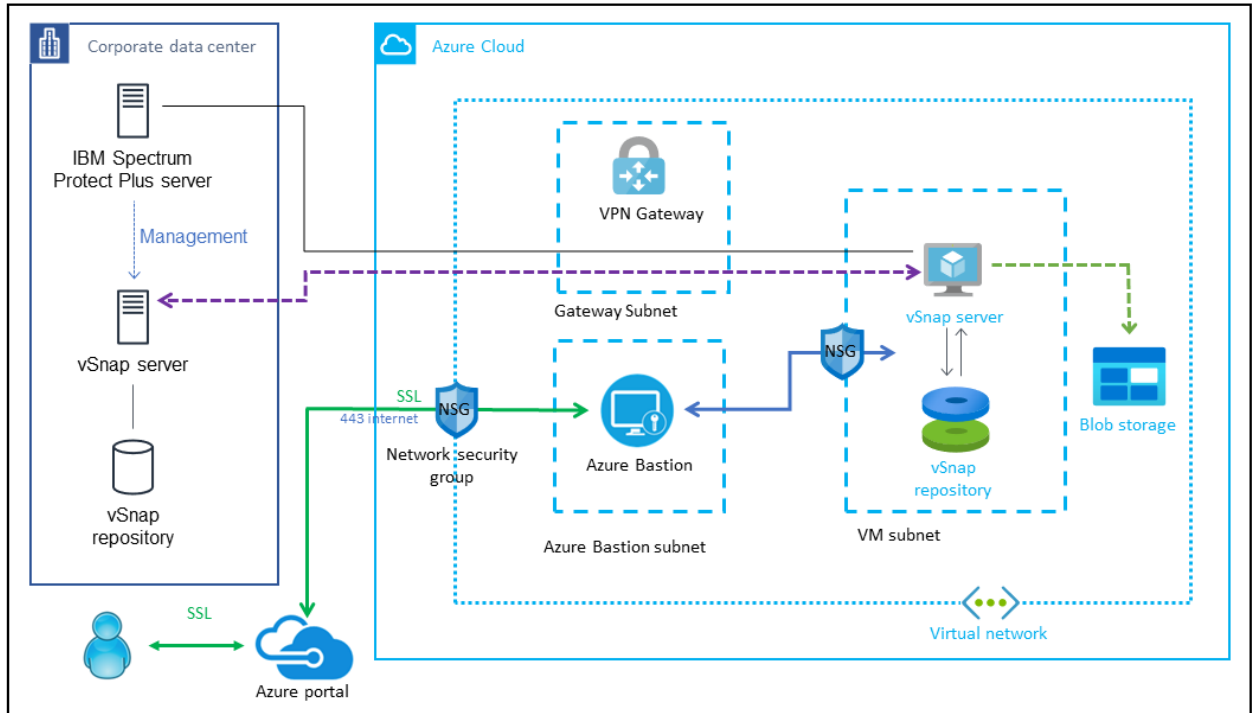 Corporate data center
IBM Spectrum
Protect Plus server
Management
vSnap server
vSnap
repository
SSL
Azure portal
Azure Cloud
VPN Gateway
Gateway Subnet
SSL
443 internet
NSG
Network security
group
Azure Bastion
Azure Bastion subnet
NSG
vSnap server
vSnap
repository
VM subnet
Blob storage
Virtual network